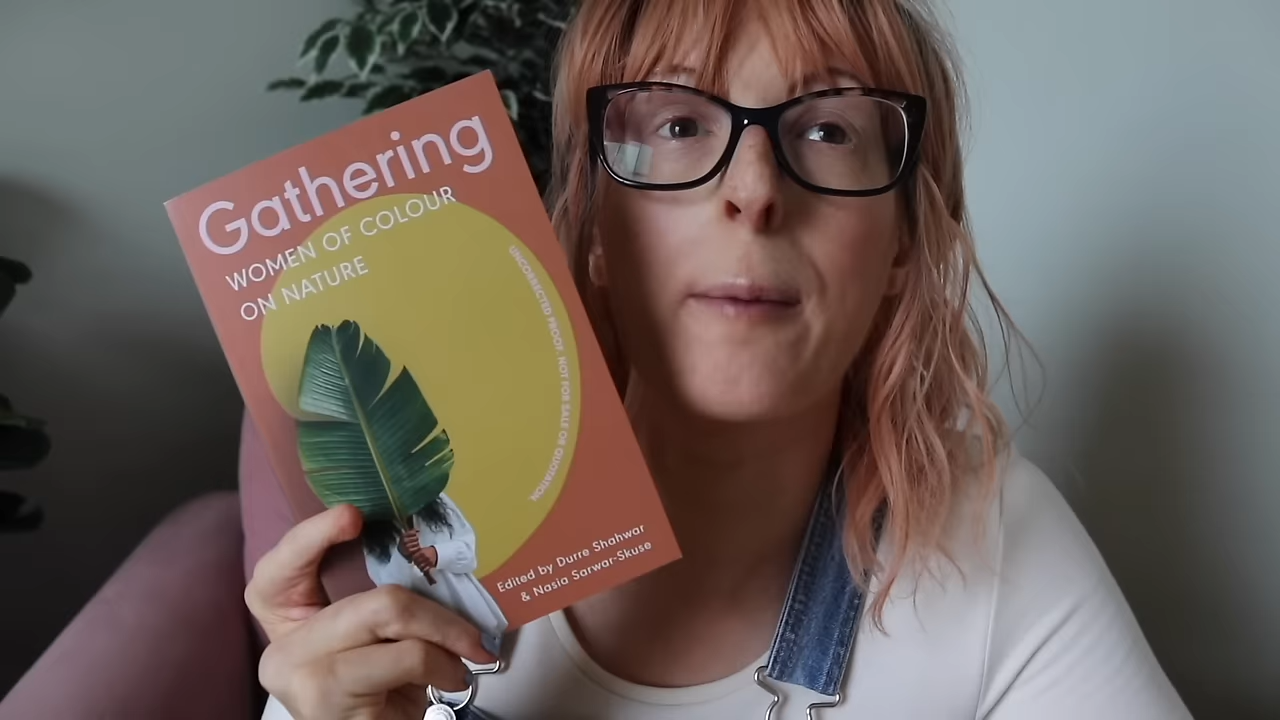 Gathering
WOMEN OF COLOUR
ON NATURE
UNCORRECTED PROOF. NOT FOR SALE OR QUOTATION
Edited by Durre Shahwar
& Nasia Sarwar-Skuse